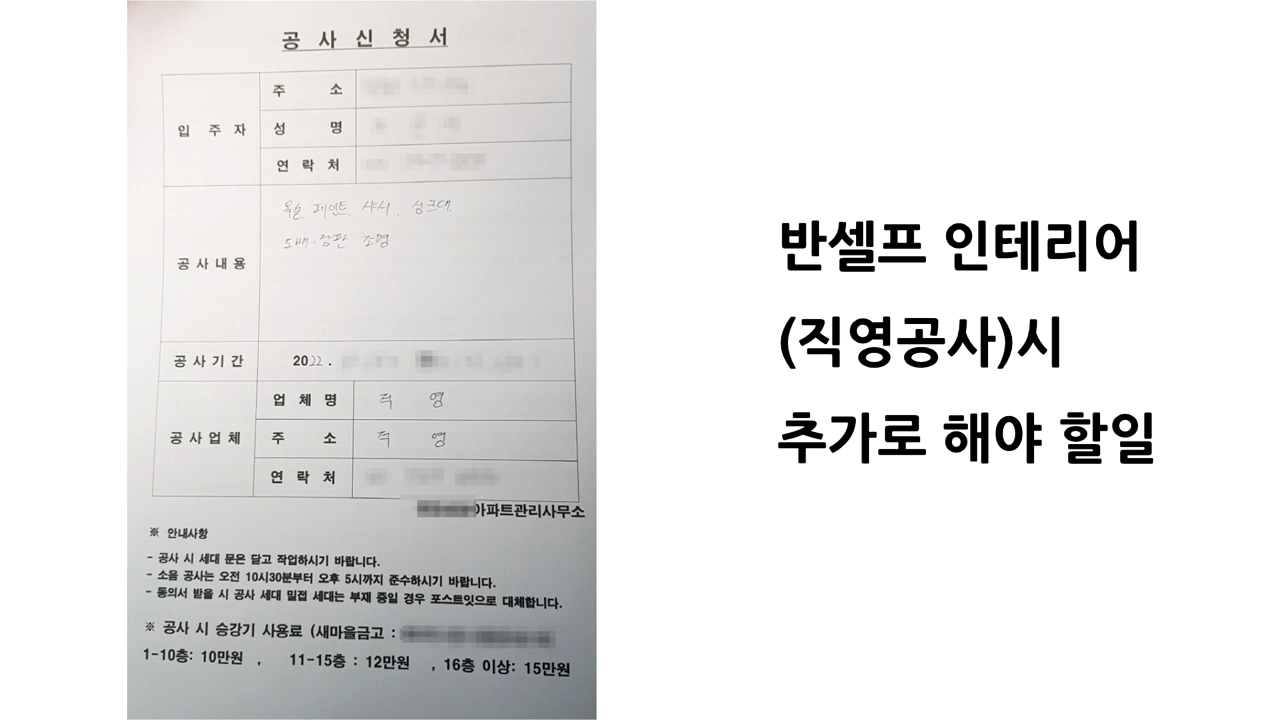 공 사 신 청 서
입 주 자
주 소
성 명
연 락 처
공 사 내 용
욕실 페인트 샤시, 싱크대
도배·장판 조명
공 사 기 간 2022 .
공 사 업 체
업 체 명 직 영
주 소 직 영
연 락 처
아파트관리사무소
※ 안내사항
- 공사 시 세대 문은 닫고 작업하시기 바랍니다.
- 소음 공사는 오전 10시30분부터 오후 5시까지 준수하시기 바랍니다.
- 동의서 받을 시 공사 세대 밀접 세대는 부재 중일 경우 포스트잇으로 대체합니다.
※ 공사 시 승강기 사용료 (새마을금고 :
1-10층: 10만원 , 11-15층 : 12만원 , 16층 이상: 15만원
반셀프 인테리어
(직영공사)시
추가로 해야 할일